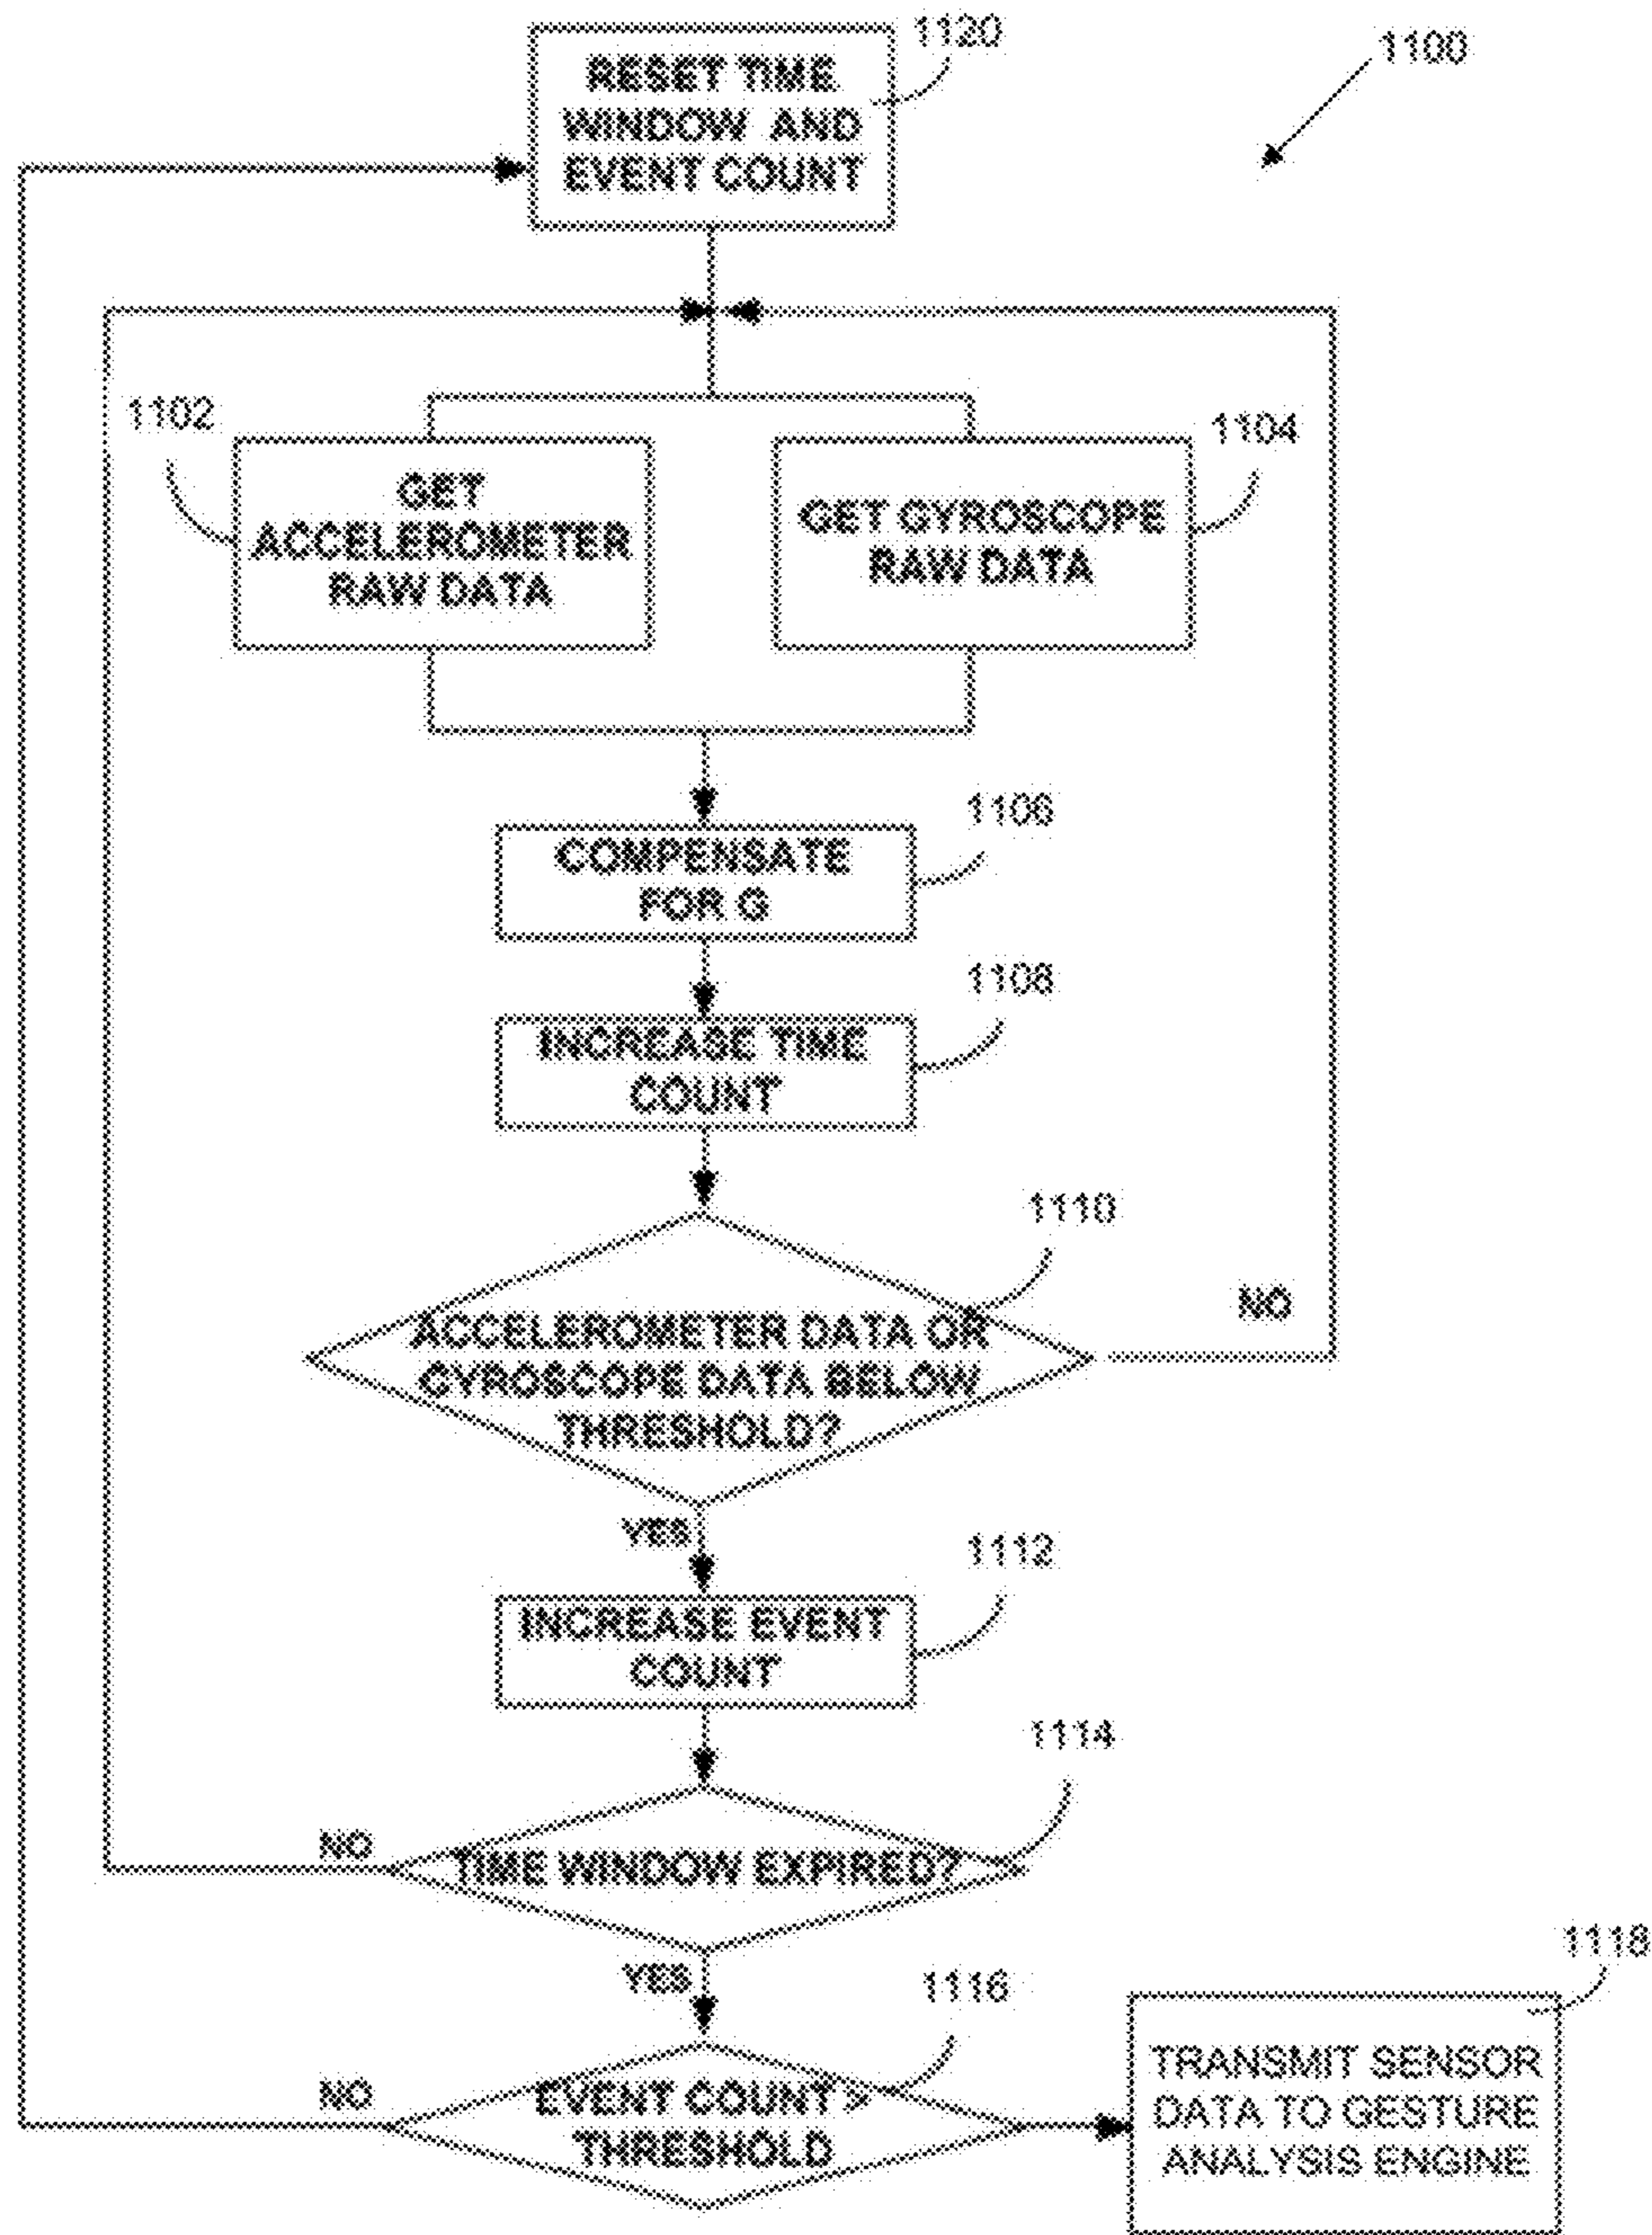 1120
1100
RESET TIME
WINDOW AND
EVENT COUNT
1102
1104
GET
ACCELEROMETER
RAW DATA
GET GYROSCOPE
RAW DATA
1106
COMPENSATE
FOR G
1108
INCREASE TIME
COUNT
1110
NO
ACCELEROMETER DATA OR
GYROSCOPE DATA BELOW
THRESHOLD?
YES
1112
INCREASE EVENT
COUNT
1114
NO
TIME WINDOW EXPIRED?
YES
1116
1118
NO
EVENT COUNT >
THRESHOLD
TRANSMIT SENSOR
DATA TO GESTURE
ANALYSIS ENGINE